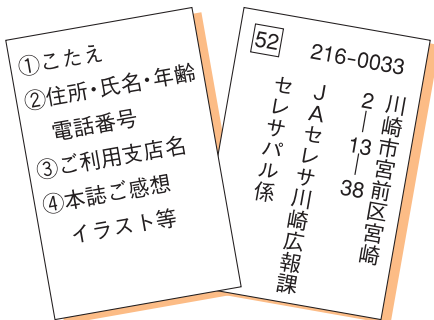 ①こたえ
②住所・氏名・年齢
電話番号
③ご利用支店名
④本誌ご感想
イラスト等
52
216-0033
川崎市宮前区宮崎
2―13―38
JAセレサ川崎広報課
セレサパル係